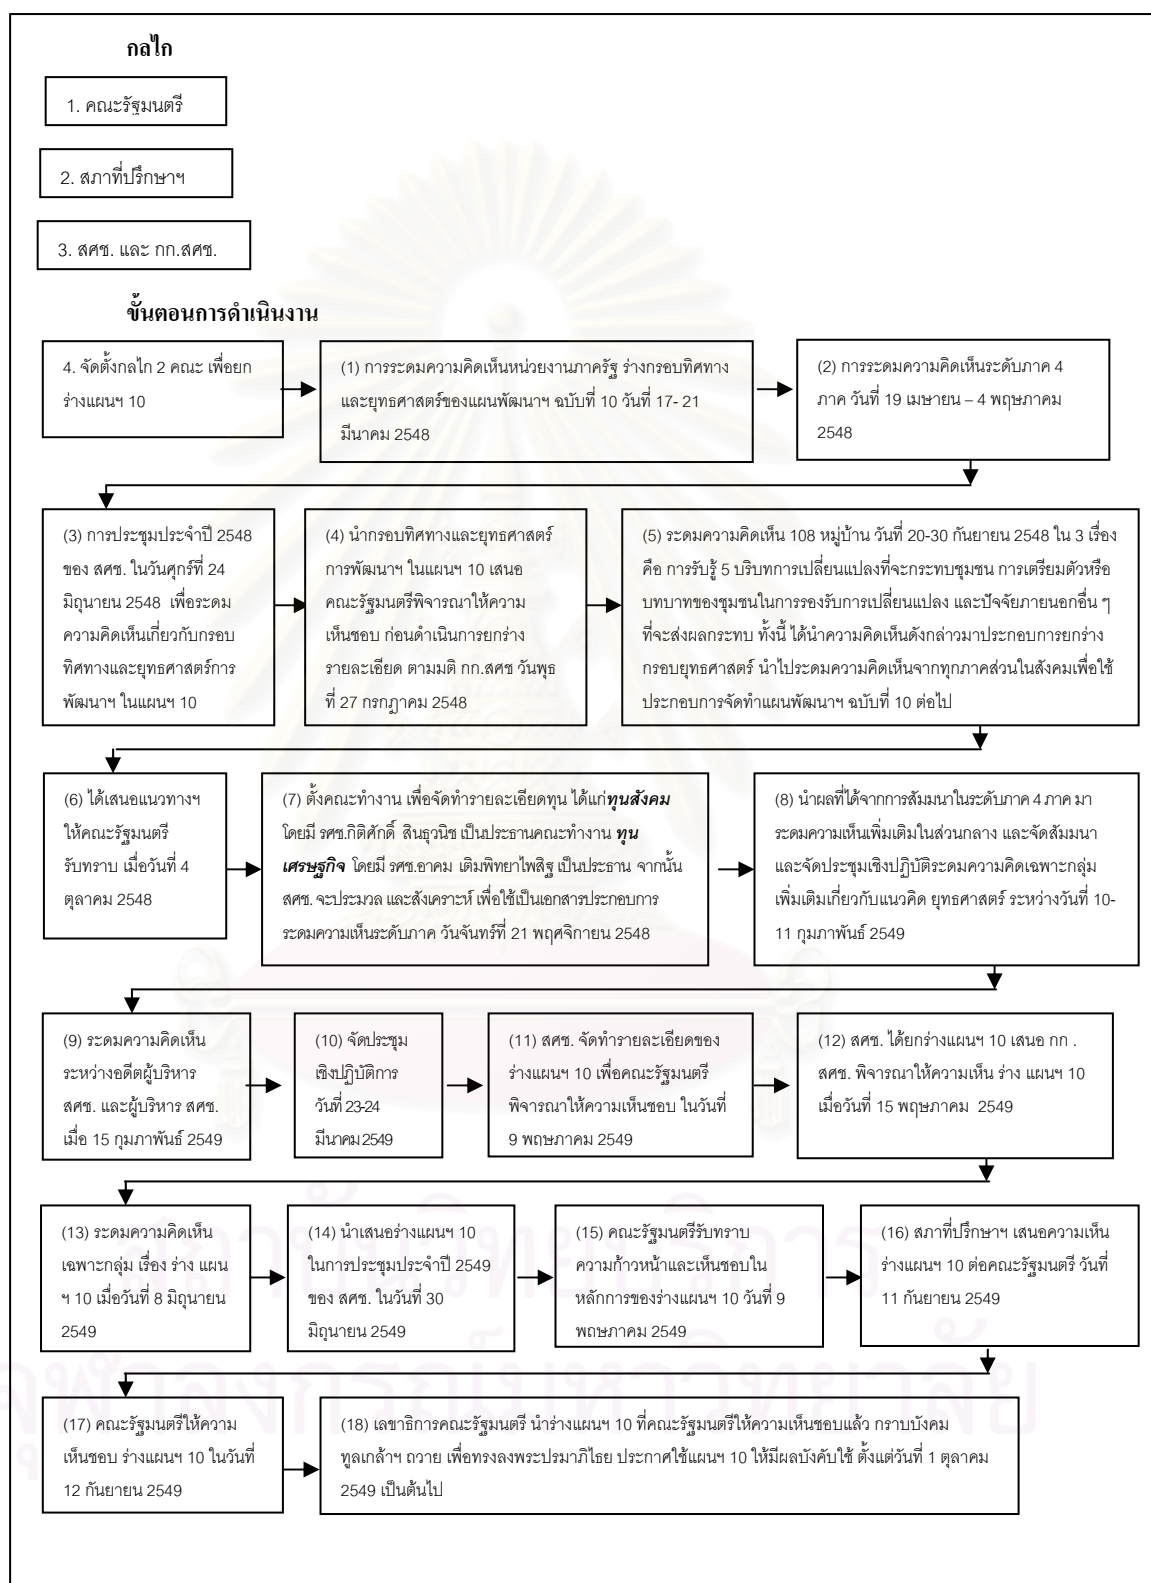 กลไก
1. คณะรัฐมนตรี
2. สภาที่ปรึกษาฯ
3. สศช. และ กก.สศช.
ขั้นตอนการดำเนินงาน
4. จัดตั้งกลไก 2 คณะ เพื่อยก
ร่างแผนฯ 10
(1) การระดมความคิดเห็นหน่วยงานภาครัฐ ร่างกรอบทิศทาง
และยุทธศาสตร์ของแผนพัฒนาฯ ฉบับที่ 10 วันที่ 17- 21
มีนาคม 2548
(2) การระดมความคิดเห็นระดับภาค 4
ภาค วันที่ 19 เมษายน – 4 พฤษภาคม
2548
(3) การประชุมประจำปี 2548
ของ สศช. ในวันศุกร์ที่ 24
มิถุนายน 2548 เพื่อระดม
ความคิดเห็นเกี่ยวกับกรอบ
ทิศทางและยุทธศาสตร์การ
พัฒนาฯ ในแผนฯ 10
(4) นำกรอบทิศทางและยุทธศาสตร์
การพัฒนาฯ ในแผนฯ 10 เสนอ
คณะรัฐมนตรีพิจารณาให้ความ
เห็นชอบ ก่อนดำเนินการยกร่าง
รายละเอียด ตามมติ กก.สศช วันพุธ
ที่ 27 กรกฎาคม 2548
(5) ระดมความคิดเห็น 108 หมู่บ้าน วันที่ 20-30 กันยายน 2548 ใน 3 เรื่อง
คือ การรับรู้ 5 บริบทการเปลี่ยนแปลงที่จะกระทบชุมชน การเตรียมตัวหรือ
บทบาทของชุมชนในการรองรับการเปลี่ยนแปลง และปัจจัยภายนอกอื่น ๆ
ที่จะส่งผลกระทบ ทั้งนี้ ได้นำความคิดเห็นดังกล่าวมาประกอบการยกร่าง
กรอบยุทธศาสตร์ นำไประดมความคิดเห็นจากทุกภาคส่วนในสังคมเพื่อใช้
ประกอบการจัดทำแผนพัฒนาฯ ฉบับที่ 10 ต่อไป
(6) ได้เสนอแนวทางฯ
ให้คณะรัฐมนตรี
รับทราบ เมื่อวันที่ 4
ตุลาคม 2548
(7) ตั้งคณะทำงาน เพื่อจัดทำรายละเอียดทุน ได้แก่ทุนสังคม
โดยมี รศช.กิติศักดิ์ สินธุวนิช เป็นประธานคณะทำงาน ทุน
เศรษฐกิจ โดยมี รศช.อาคม เติมพิทยาไพสิฐ เป็นประธาน จากนั้น
สศช. จะประมวล และสังเคราะห์ เพื่อใช้เป็นเอกสารประกอบการ
ระดมความเห็นระดับภาค วันจันทร์ที่ 21 พฤศจิกายน 2548
(8) นำผลที่ได้จากการสัมมนาในระดับภาค 4 ภาค มา
ระดมความเห็นเพิ่มเติมในส่วนกลาง และจัดสัมมนา
และจัดประชุมเชิงปฏิบัติระดมความคิดเฉพาะกลุ่ม
เพิ่มเติมเกี่ยวกับแนวคิด ยุทธศาสตร์ ระหว่างวันที่ 10-
11 กุมภาพันธ์ 2549
(9) ระดมความคิดเห็น
ระหว่างอดีตผู้บริหาร
สศช. และผู้บริหาร สศช.
เมื่อ 15 กุมภาพันธ์ 2549
(10) จัดประชุม
เชิงปฏิบัติการ
วันที่ 23-24
มีนาคม 2549
(11) สศช. จัดทำรายละเอียดของ
ร่างแผนฯ 10 เพื่อคณะรัฐมนตรี
พิจารณาให้ความเห็นชอบ ในวันที่
9 พฤษภาคม 2549
(12) สศช. ได้ยกร่างแผนฯ 10 เสนอ กก .
สศช. พิจารณาให้ความเห็น ร่าง แผนฯ 10
เมื่อวันที่ 15 พฤษภาคม 2549
(13) ระดมความคิดเห็น
เฉพาะกลุ่ม เรื่อง ร่าง แผน
ฯ 10 เมื่อวันที่ 8 มิถุนายน
2549
(14) นำเสนอร่างแผนฯ 10
ในการประชุมประจำปี 2549
ของ สศช. ในวันที่ 30
มิถุนายน 2549
(15) คณะรัฐมนตรีรับทราบ
ความก้าวหน้าและเห็นชอบใน
หลักการของร่างแผนฯ 10 วันที่ 9
พฤษภาคม 2549
(16) สภาที่ปรึกษาฯ เสนอความเห็น
ร่างแผนฯ 10 ต่อคณะรัฐมนตรี วันที่
11 กันยายน 2549
สถาบันวิทยบริการ
จุฬาลงกรณ์มหาวิทยาลัย
(17) คณะรัฐมนตรีให้ความ
เห็นชอบ ร่างแผนฯ 10 ในวันที่
12 กันยายน 2549
(18) เลขาธิการคณะรัฐมนตรี นำร่างแผนฯ 10 ที่คณะรัฐมนตรีให้ความเห็นชอบแล้ว กราบบังคม
ทูลเกล้าฯ ถวาย เพื่อทรงลงพระปรมาภิไธย ประกาศใช้แผนฯ 10 ให้มีผลบังคับใช้ ตั้งแต่วันที่ 1 ตุลาคม
2549 เป็นต้นไป